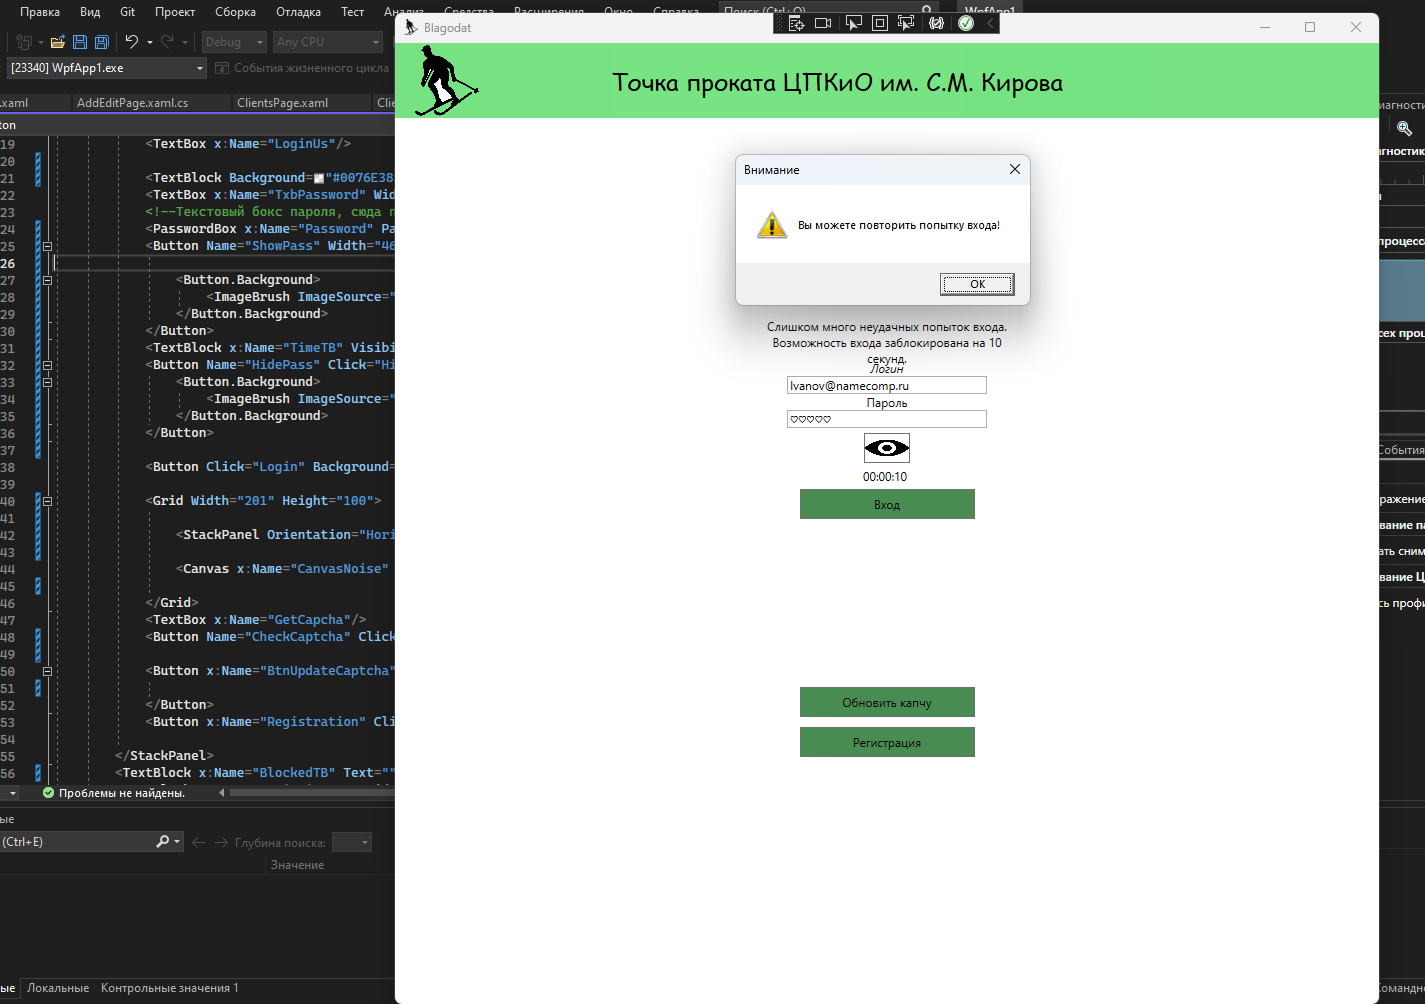 Правка Вид Git Проект Сборка Отладка Тест Анализ Средства Расширения Окно Справка Поиск (Ctrl+Q) WpfApp1
Debug Any CPU
[23340] WpfApp1.exe События жизненного цикла
.xaml AddEditPage.xaml.cs ClientsPage.xaml Clie
ton
19 <TextBox x:Name="LoginUs"/>
20
21 <TextBlock Background="#0076E38
22 <TextBox x:Name="TxbPassword" Wid
23 <!--Текстовый бокс пароля, сюда п
24 <PasswordBox x:Name="Password" Pa
25 <Button Name="ShowPass" Width="46
26
27 <Button.Background>
28 <ImageBrush ImageSource="
29 </Button.Background>
30 </Button>
31 <TextBlock x:Name="TimeTB" Visibi
32 <Button Name="HidePass" Click="Hi
33 <Button.Background>
34 <ImageBrush ImageSource="
35 </Button.Background>
36 </Button>
37
38 <Button Click="Login" Background=
39
40 <Grid Width="201" Height="100">
41
42 <StackPanel Orientation="Hori
43
44 <Canvas x:Name="CanvasNoise"
45
46 </Grid>
47 <TextBox x:Name="GetCapcha"/>
48 <Button Name="CheckCaptcha" Click
49
50 <Button x:Name="BtnUpdateCaptcha"
51
52 </Button>
53 <Button x:Name="Registration" Cli
54
55 </StackPanel>
56 <TextBlock x:Name="BlockedTB" Text=""
Проблемы не найдены.
ые
(Ctrl+E) Глубина поиска:
Значение
ые Локальные Контрольные значения 1
Blagodat
Точка проката ЦПКиО им. С.М. Кирова
Внимание
Вы можете повторить попытку входа!
OK
Слишком много неудачных попыток входа.
Возможность входа заблокирована на 10
секунд.
Логин
Ivanov@namecomp.ru
Пароль
♡♡♡♡♡
00:00:10
Вход
Обновить капчу
Регистрация
иагности
гностик
я
процесса
сех проц
События
ражение
вание па
ать сним
вание Ц
сь профи
Командн